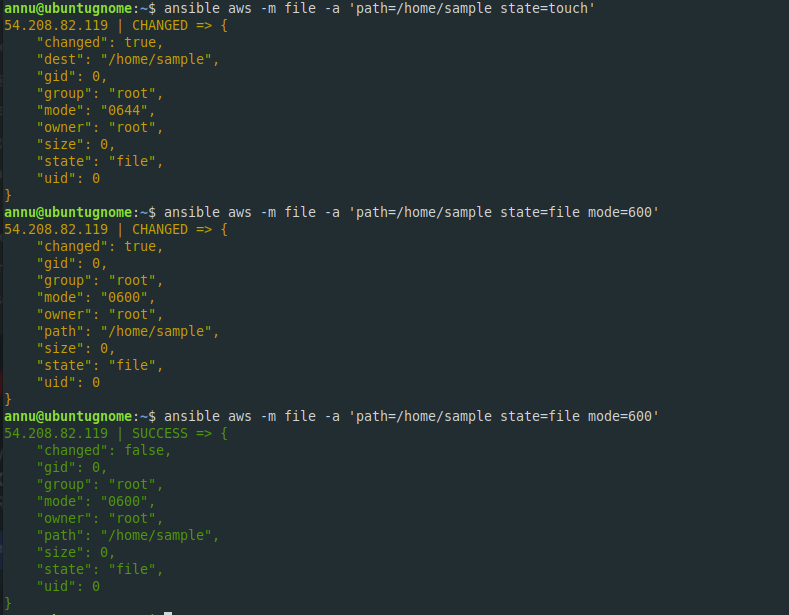 annu@ubuntugnome:~$ ansible aws -m file -a 'path=/home/sample state=touch'
54.208.82.119 | CHANGED => {
    "changed": true,
    "dest": "/home/sample",
    "gid": 0,
    "group": "root",
    "mode": "0644",
    "owner": "root",
    "size": 0,
    "state": "file",
    "uid": 0
}
annu@ubuntugnome:~$ ansible aws -m file -a 'path=/home/sample state=file mode=600'
54.208.82.119 | CHANGED => {
    "changed": true,
    "gid": 0,
    "group": "root",
    "mode": "0600",
    "owner": "root",
    "path": "/home/sample",
    "size": 0,
    "state": "file",
    "uid": 0
}
annu@ubuntugnome:~$ ansible aws -m file -a 'path=/home/sample state=file mode=600'
54.208.82.119 | SUCCESS => {
    "changed": false,
    "gid": 0,
    "group": "root",
    "mode": "0600",
    "owner": "root",
    "path": "/home/sample",
    "size": 0,
    "state": "file",
    "uid": 0
}